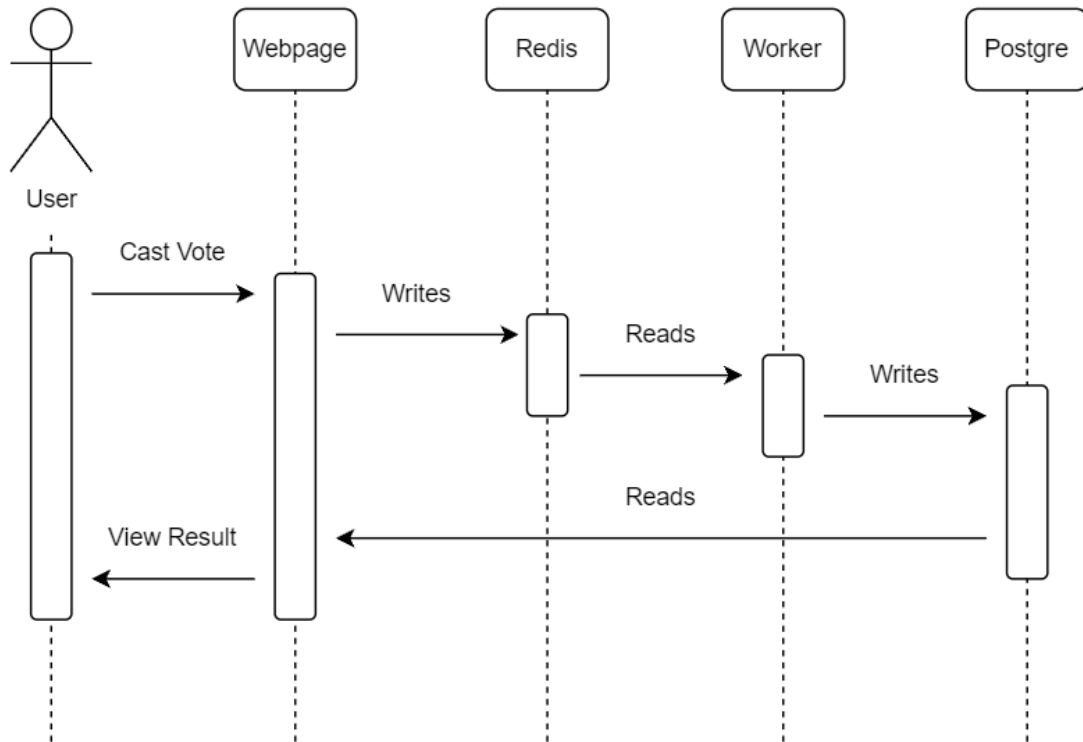 Webpage
Redis
Worker
Postgre
User
Cast Vote
Writes
Reads
Writes
Reads
View Result